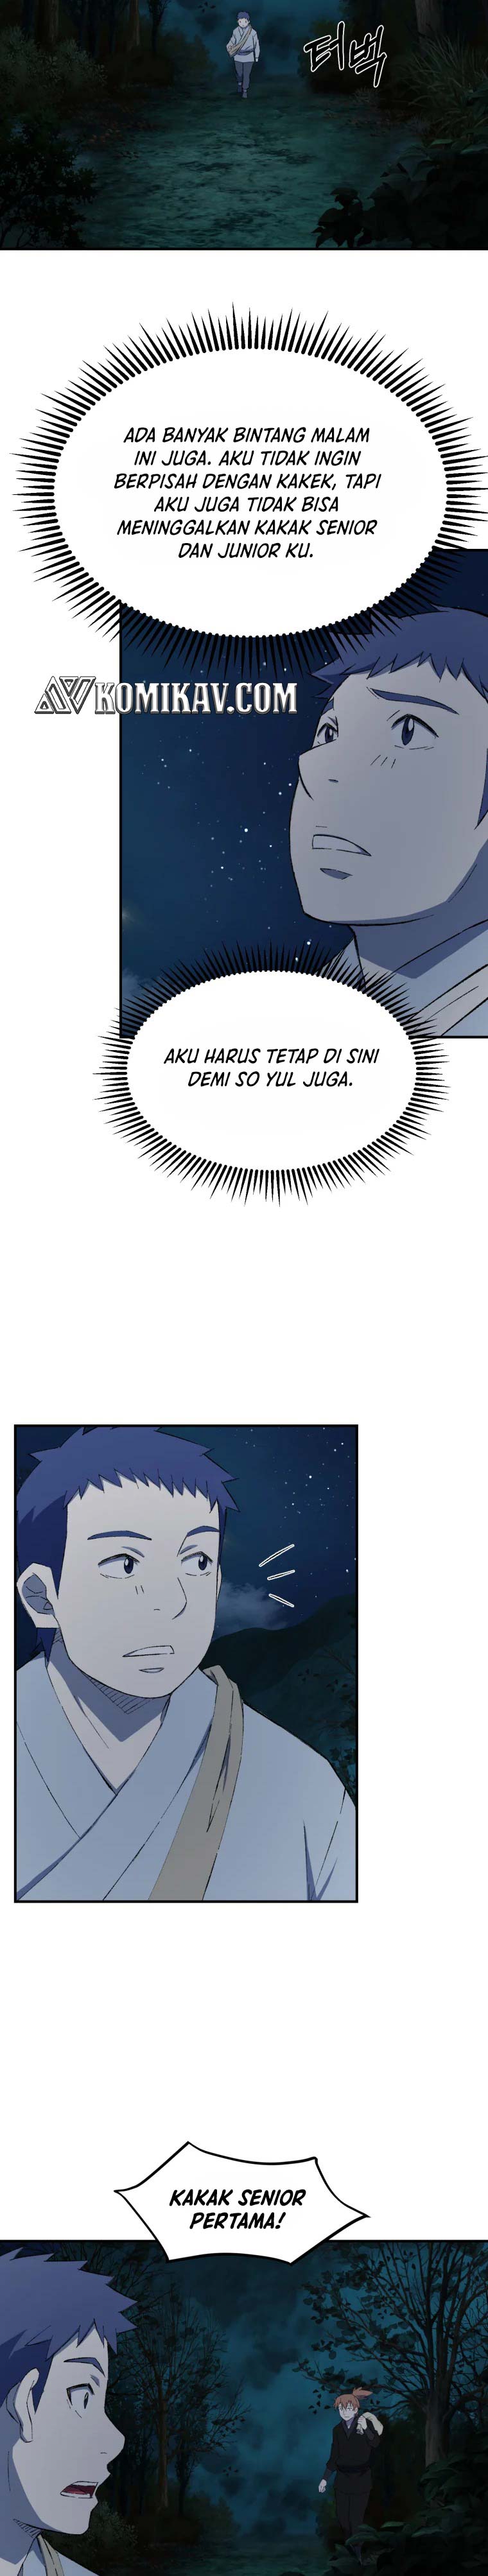 터벅
ADA BANYAK BINTANG MALAM
INI JUGA. AKU TIDAK INGIN
BERPISAH DENGAN KAKEK, TAPI
AKU JUGA TIDAK BISA
MENINGGALKAN KAKAK SENIOR
DAN JUNIOR KU.
KOMIKAV.COM
AKU HARUS TETAP DI SINI
DEMI SO YUL JUGA.
KAKAK SENIOR
PERTAMA!